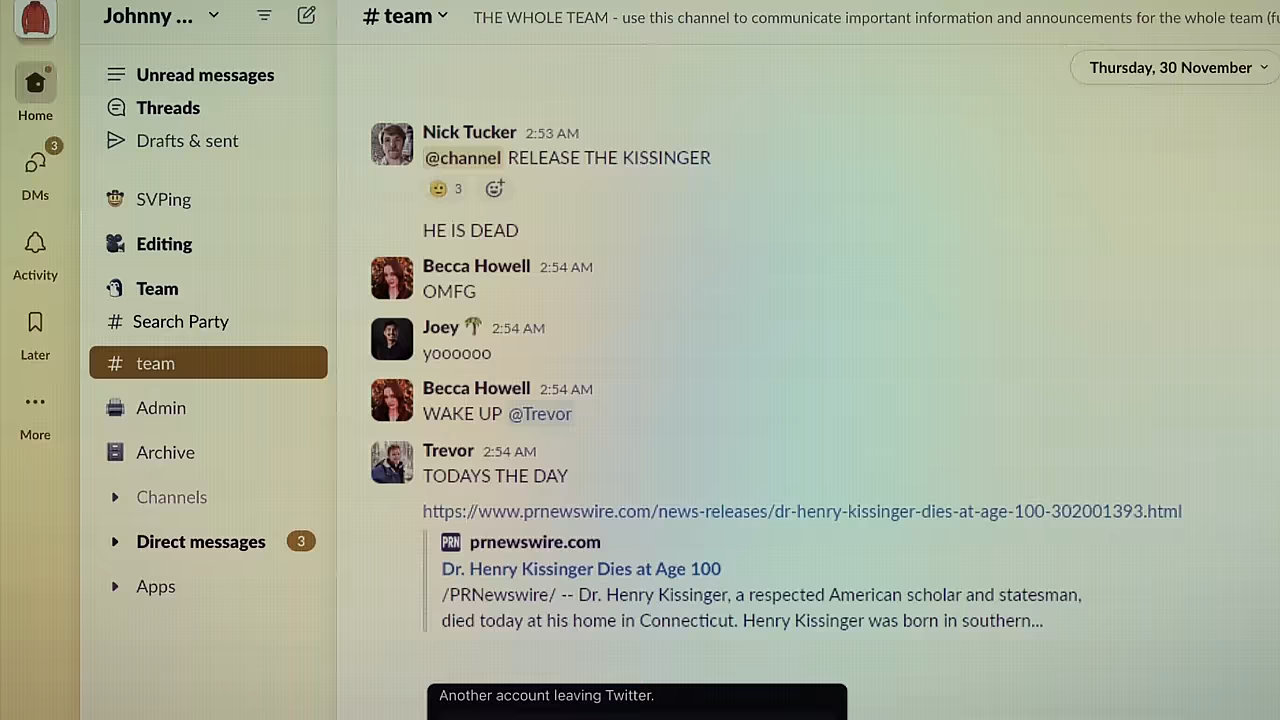 Johnny ...
# team
THE WHOLE TEAM - use this channel to communicate important information and announcements for the whole team (fu
Home
3
DMs
Activity
Later
More
Unread messages
Threads
Drafts & sent
SVPing
Editing
Team
# Search Party
# team
Admin
Archive
Channels
Direct messages 3
Apps
Thursday, 30 November
Nick Tucker 2:53 AM
@channel RELEASE THE KISSINGER
3
HE IS DEAD
Becca Howell 2:54 AM
OMFG
Joey 🌴 2:54 AM
yoooooo
Becca Howell 2:54 AM
WAKE UP @Trevor
Trevor 2:54 AM
TODAYS THE DAY
https://www.prnewswire.com/news-releases/dr-henry-kissinger-dies-at-age-100-302001393.html
PRN prnewswire.com
Dr. Henry Kissinger Dies at Age 100
/PRNewswire/ -- Dr. Henry Kissinger, a respected American scholar and statesman,
died today at his home in Connecticut. Henry Kissinger was born in southern...
Another account leaving Twitter.